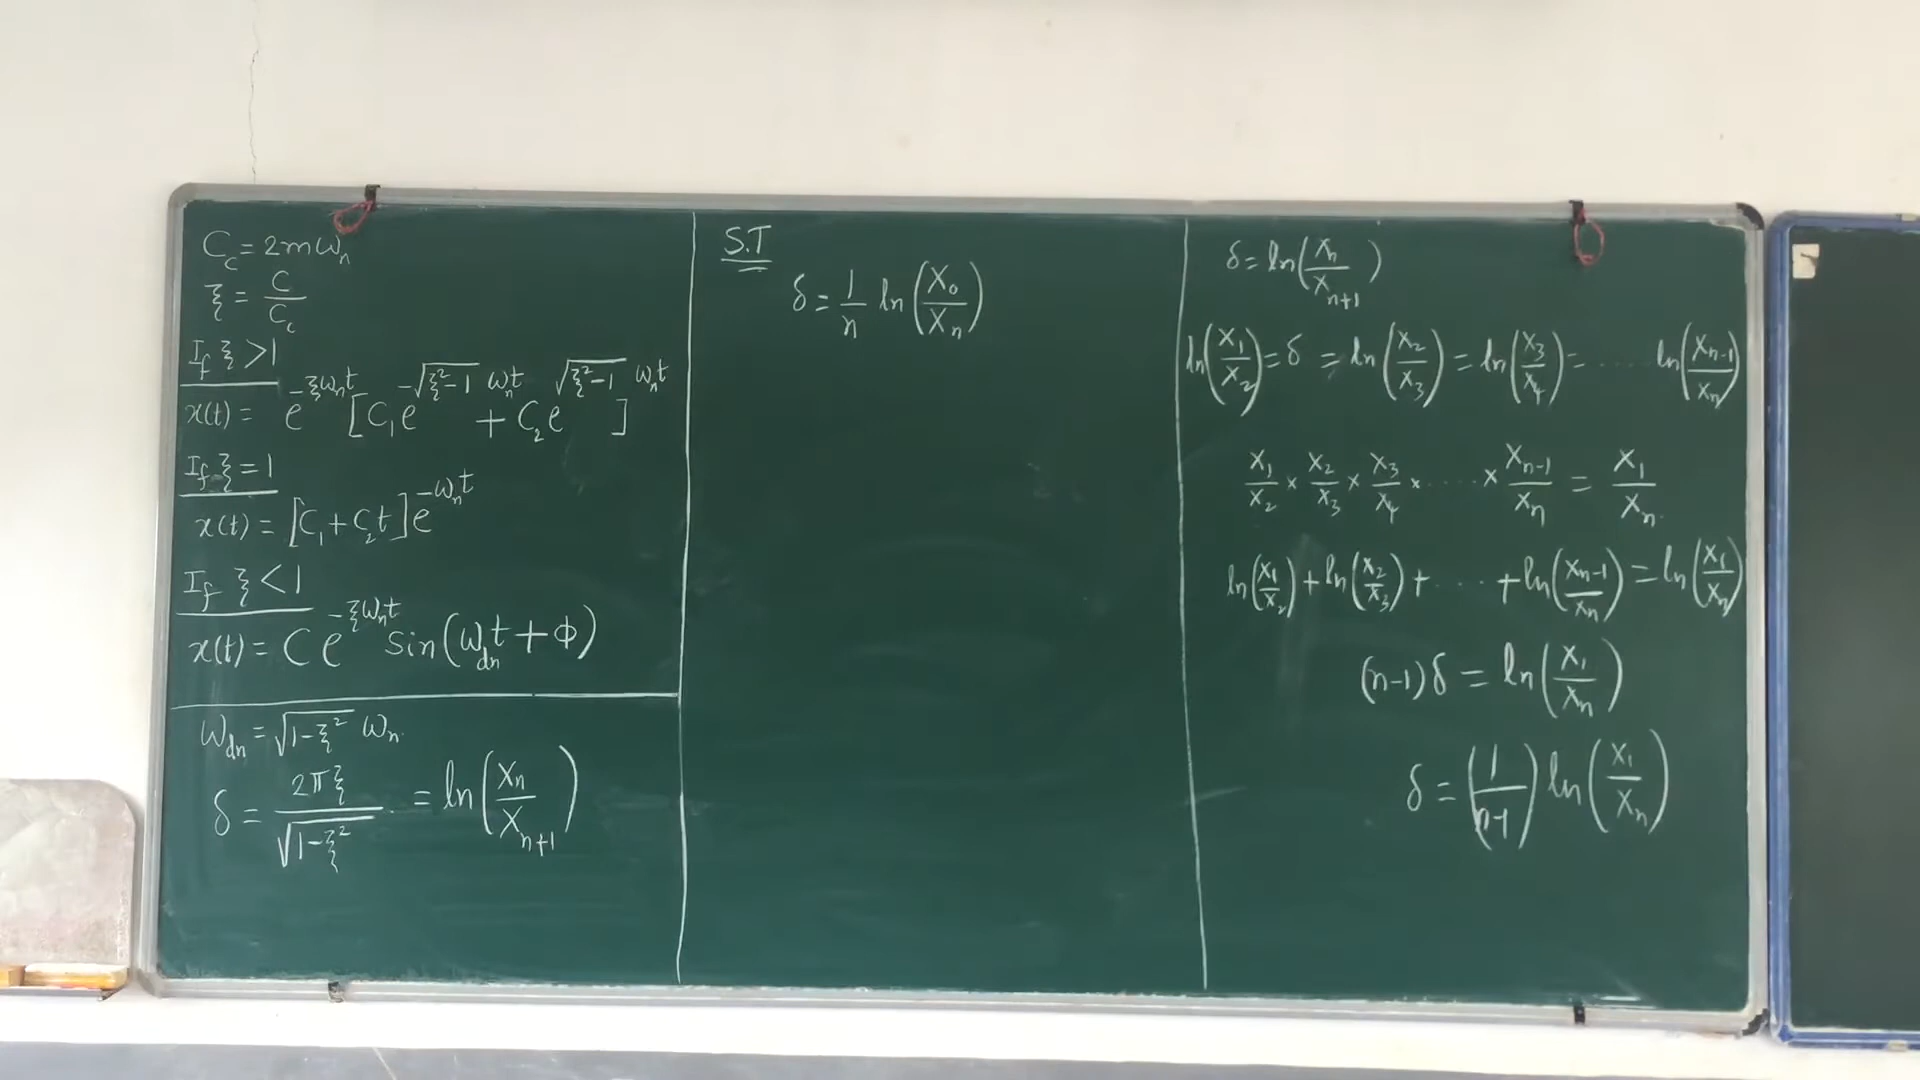 C_c = 2mω_n
ξ = C/C_c
If ξ > 1
x(t) = e^{-ξω_n t} [C_1 e^{-√(ξ²-1) ω_n t} + C_2 e^{√(ξ²-1) ω_n t}]
If ξ = 1
x(t) = [C_1 + C_2 t] e^{-ω_n t}
If ξ < 1
x(t) = C e^{-ξω_n t} Sin(ω_{dn} t + φ)
ω_{dn} = √(1-ξ²) ω_n.
δ = 2πξ/√(1-ξ²) = ln(X_n/X_{n+1})
S.T
δ = 1/n ln(X_0/X_n)
δ = ln(X_n/X_{n+1})
ln(X_1/X_2) = δ = ln(X_2/X_3) = ln(X_3/X_4) = ...... ln(X_{n-1}/X_n)
X_1/X_2 × X_2/X_3 × X_3/X_4 × ..... × X_{n-1}/X_n = X_1/X_n.
ln(X_1/X_2) + ln(X_2/X_3) + ..... + ln(X_{n-1}/X_n) = ln(X_1/X_n)
(n-1)δ = ln(X_1/X_n)
δ = (1/(n-1)) ln(X_1/X_n)